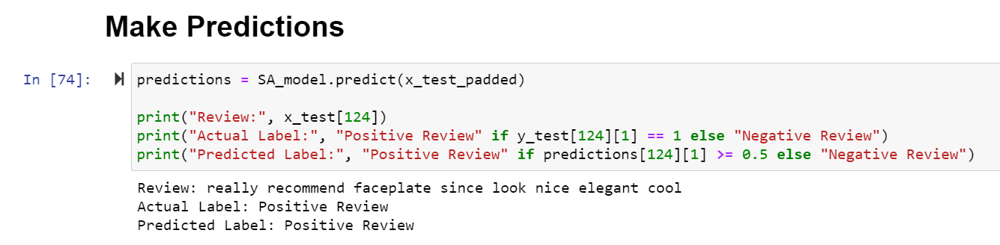 Make Predictions
In [74]:
predictions = SA_model.predict(x_test_padded)
print("Review:", x_test[124])
print("Actual Label:", "Positive Review" if y_test[124][1] == 1 else "Negative Review")
print("Predicted Label:", "Positive Review" if predictions[124][1] >= 0.5 else "Negative Review")
Review: really recommend faceplate since look nice elegant cool
Actual Label: Positive Review
Predicted Label: Positive Review